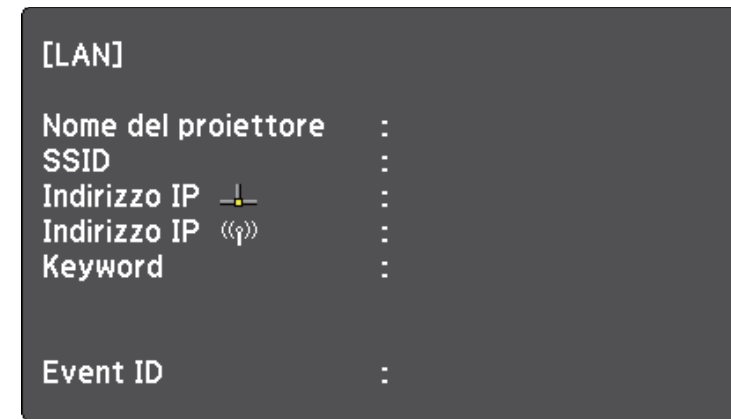 [LAN]
Nome del proiettore :
SSID :
Indirizzo IP :
Indirizzo IP :
Keyword :
Event ID :